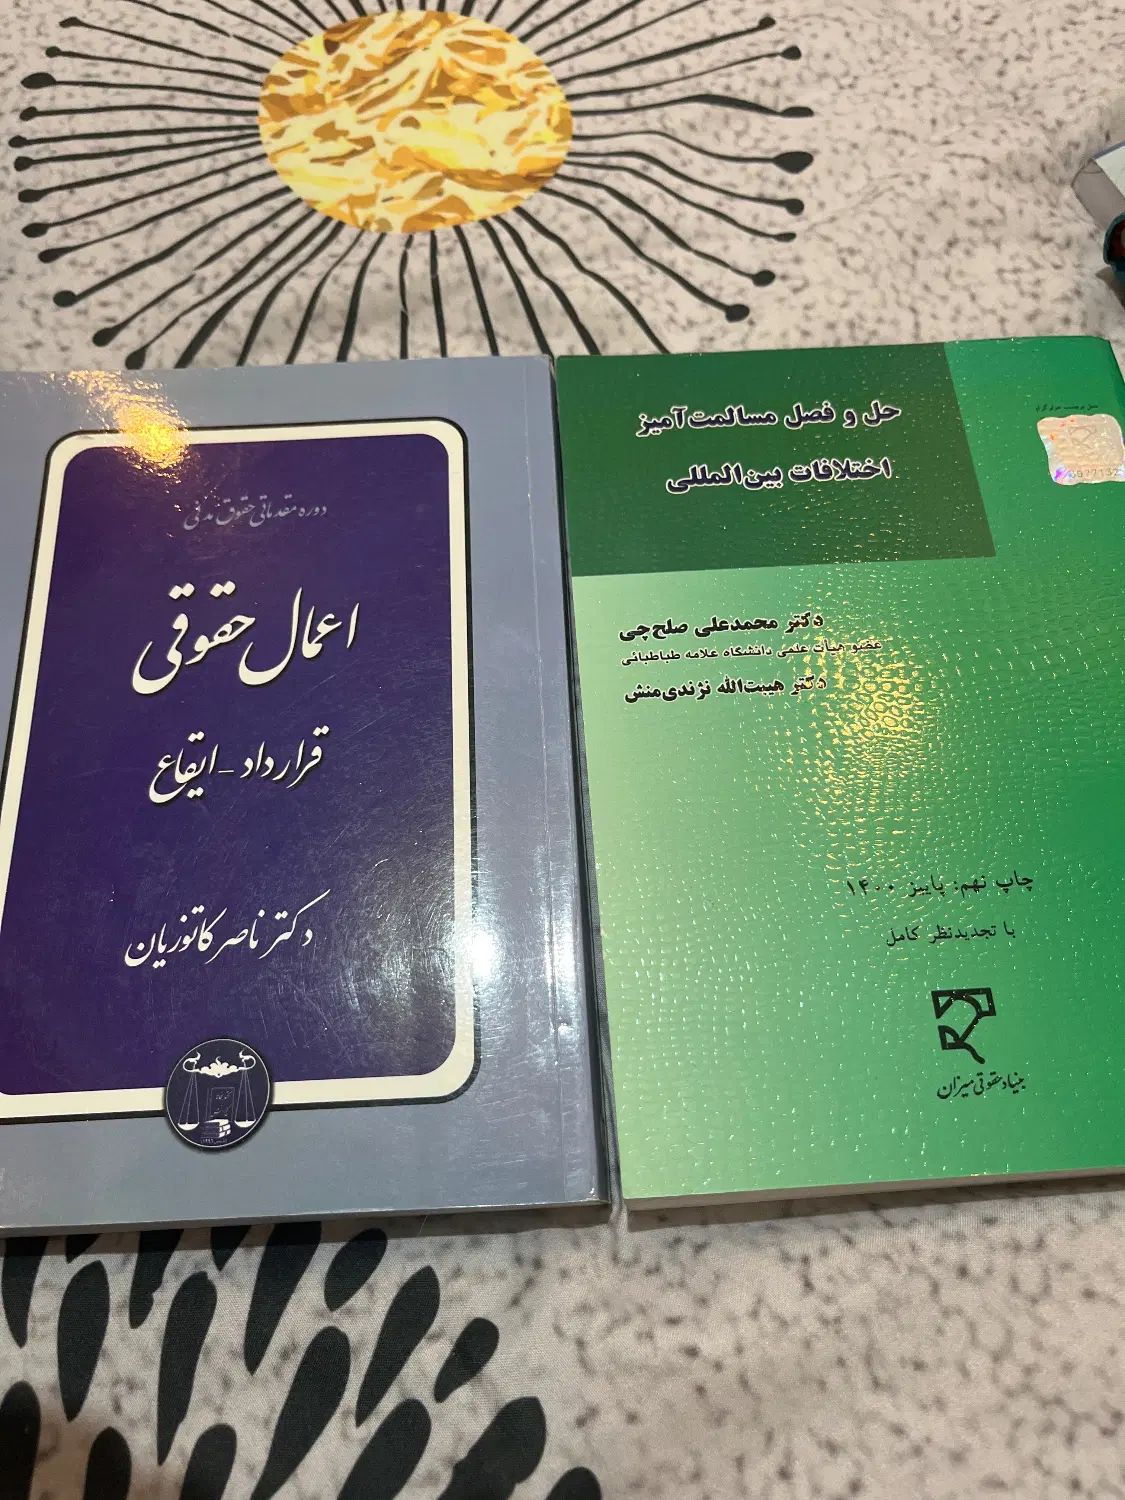 دوره مقدماتی حقوق مدنی
اعمال حقوقی
قرارداد - ایقاع
دکتر ناصر کاتوزیان
حل و فصل مسالمت‌آمیز
اختلافات بین‌المللی
دکتر محمدعلی صلح‌چی
عضو هیأت علمی دانشگاه علامه طباطبائی
دکتر هیبت‌الله نژندی‌منش
چاپ نهم: پاییز ۱۴۰۰
با تجدیدنظر کامل
بنیاد حقوقی میزان